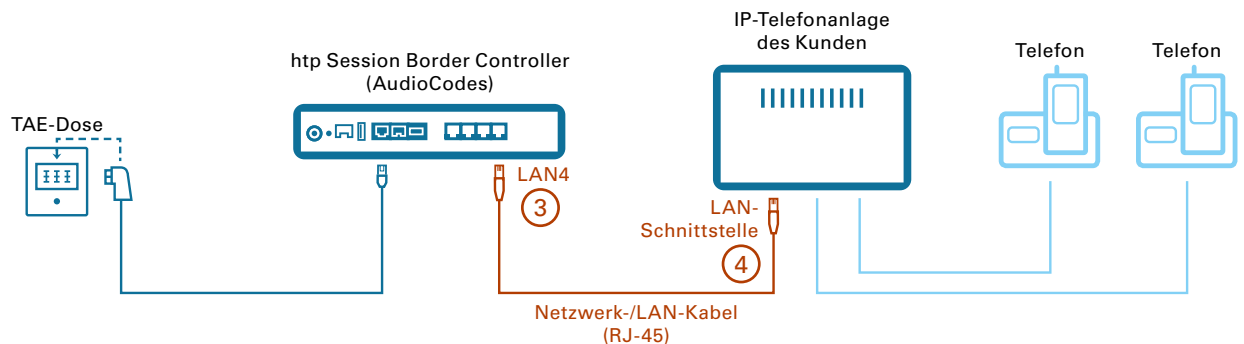 TAE-Dose
htp Session Border Controller
(AudioCodes)
LAN4
3
IP-Telefonanlage
des Kunden
LAN-
Schnittstelle
4
Netzwerk-/LAN-Kabel
(RJ-45)
Telefon
Telefon